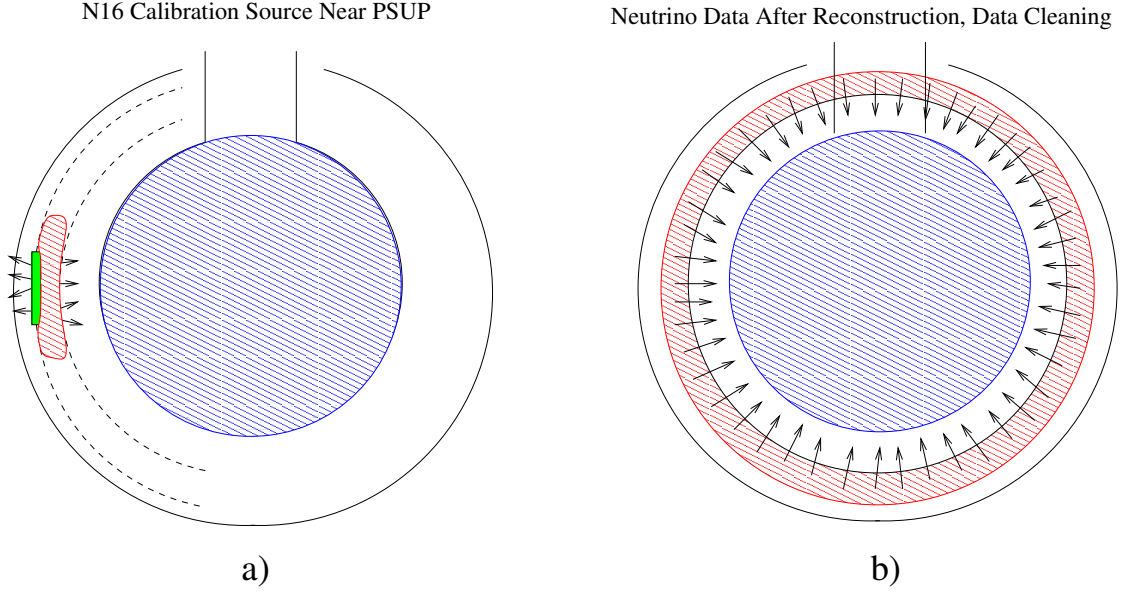 N16 Calibration Source Near PSUP
Neutrino Data After Reconstruction, Data Cleaning
a)
b)